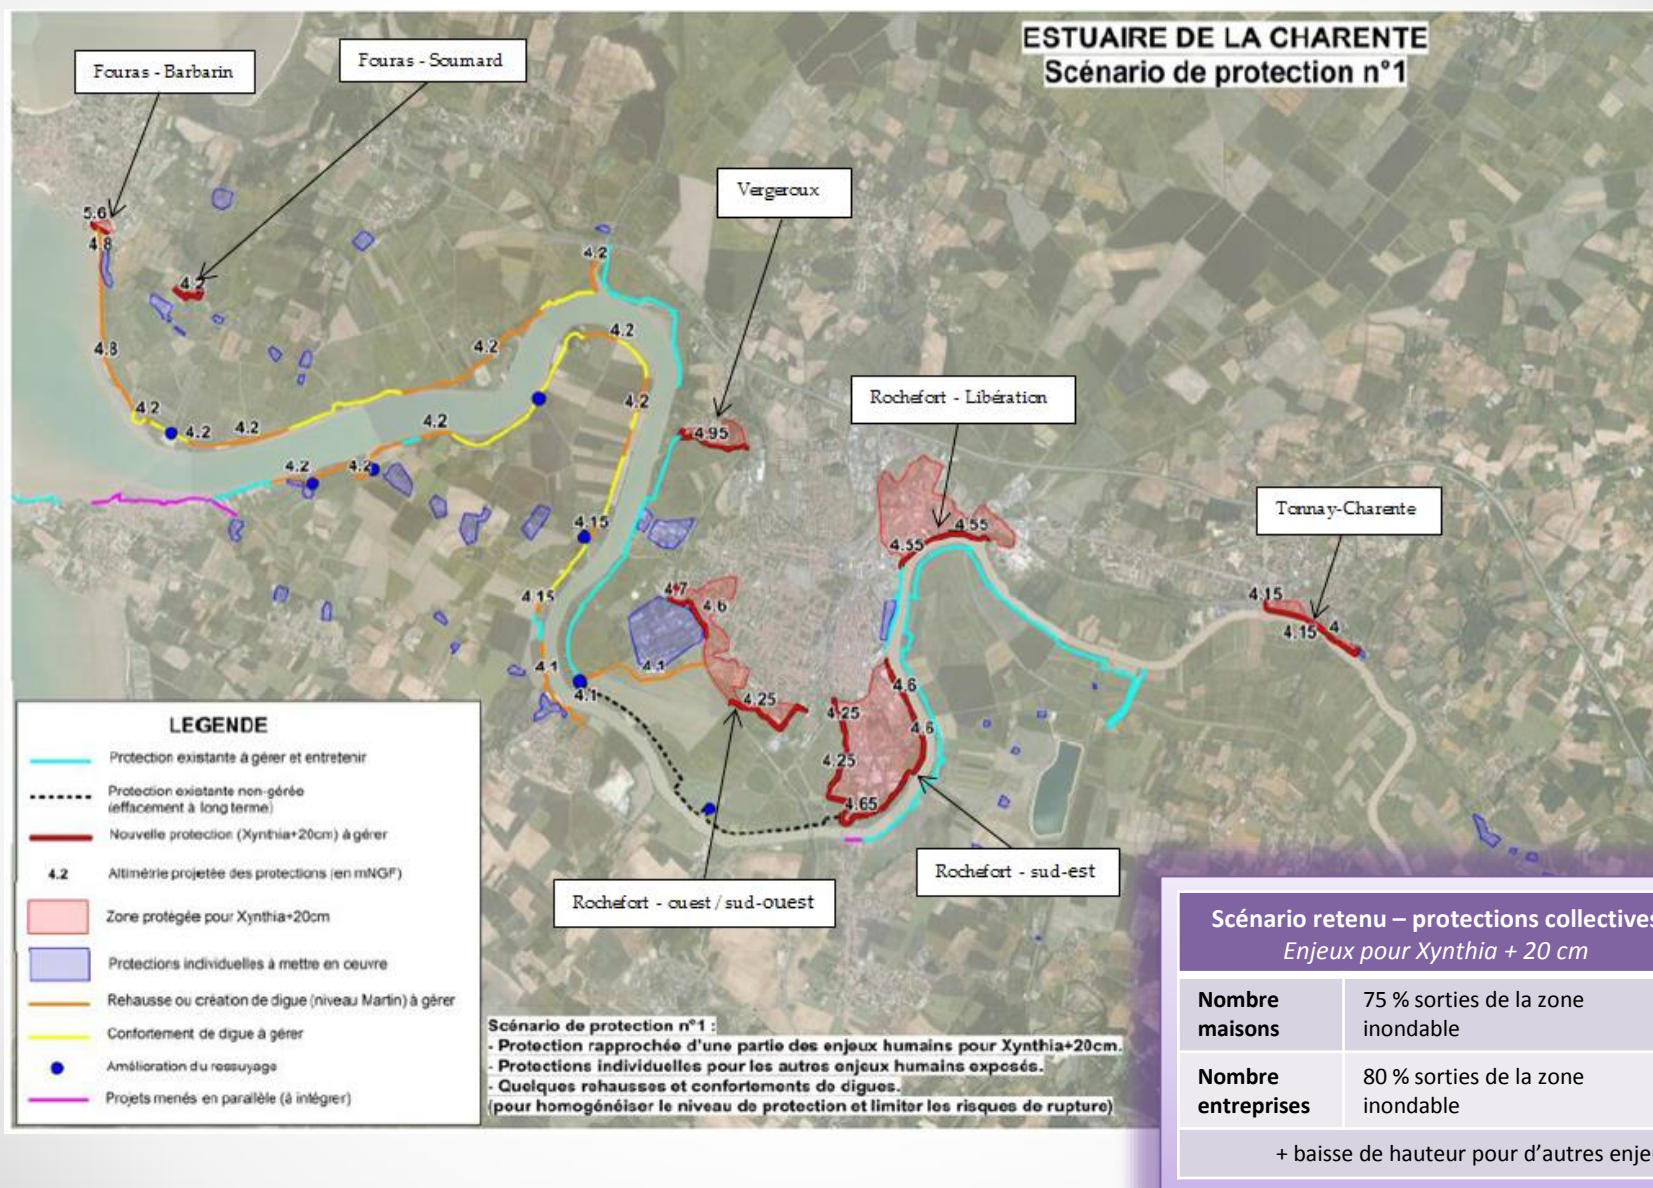 ESTUAIRE DE LA CHARENTE
Scénario de protection n°1
Fouras - Barbarin
Fouras - Soumard
Vergeroux
Rochefort - Libération
Tonnay-Charente
Rochefort - ouest / sud-ouest
Rochefort - sud-est
5.6
4.8
4.2
4.8
4.2
4.2
4.2
4.2
4.2
4.2
4.2
4.2
4.2
4.2
4.95
4.15
4.15
4.55
4.55
4.7
4.6
4.1
4.1
4.1
4.25
4.25
4.25
4.6
4.6
4.65
4.15
4.15
4
LEGENDE
Protection existante à gérer et entretenir
Protection existante non-gérée
(effacement à long terme)
Nouvelle protection (Xynthia+20cm) à gérer
4.2 Altimétrie projetée des protections (en mNGF)
Zone protégée pour Xynthia+20cm
Protections individuelles à mettre en oeuvre
Rehausse ou création de digue (niveau Martin) à gérer
Confortement de digue à gérer
Amélioration du ressuyage
Projets menés en parallèle (à intégrer)
Scénario de protection n°1 :
- Protection rapprochée d'une partie des enjeux humains pour Xynthia+20cm.
- Protections individuelles pour les autres enjeux humains exposés.
- Quelques rehausses et confortements de digues.
(pour homogénéiser le niveau de protection et limiter les risques de rupture)
Scénario retenu – protections collectives
Enjeux pour Xynthia + 20 cm
Nombre
maisons
75 % sorties de la zone
inondable
Nombre
entreprises
80 % sorties de la zone
inondable
+ baisse de hauteur pour d'autres